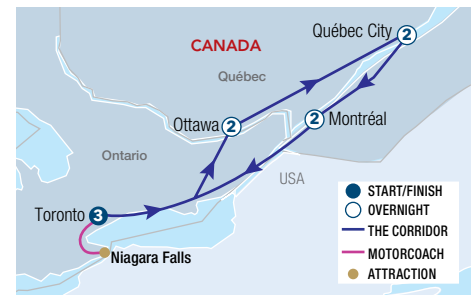 Québec City
2
CANADA
Québec
Ottawa
2
2
Montréal
Ontario
USA
Toronto
3
Niagara Falls
START/FINISH
OVERNIGHT
THE CORRIDOR
MOTORCOACH
ATTRACTION